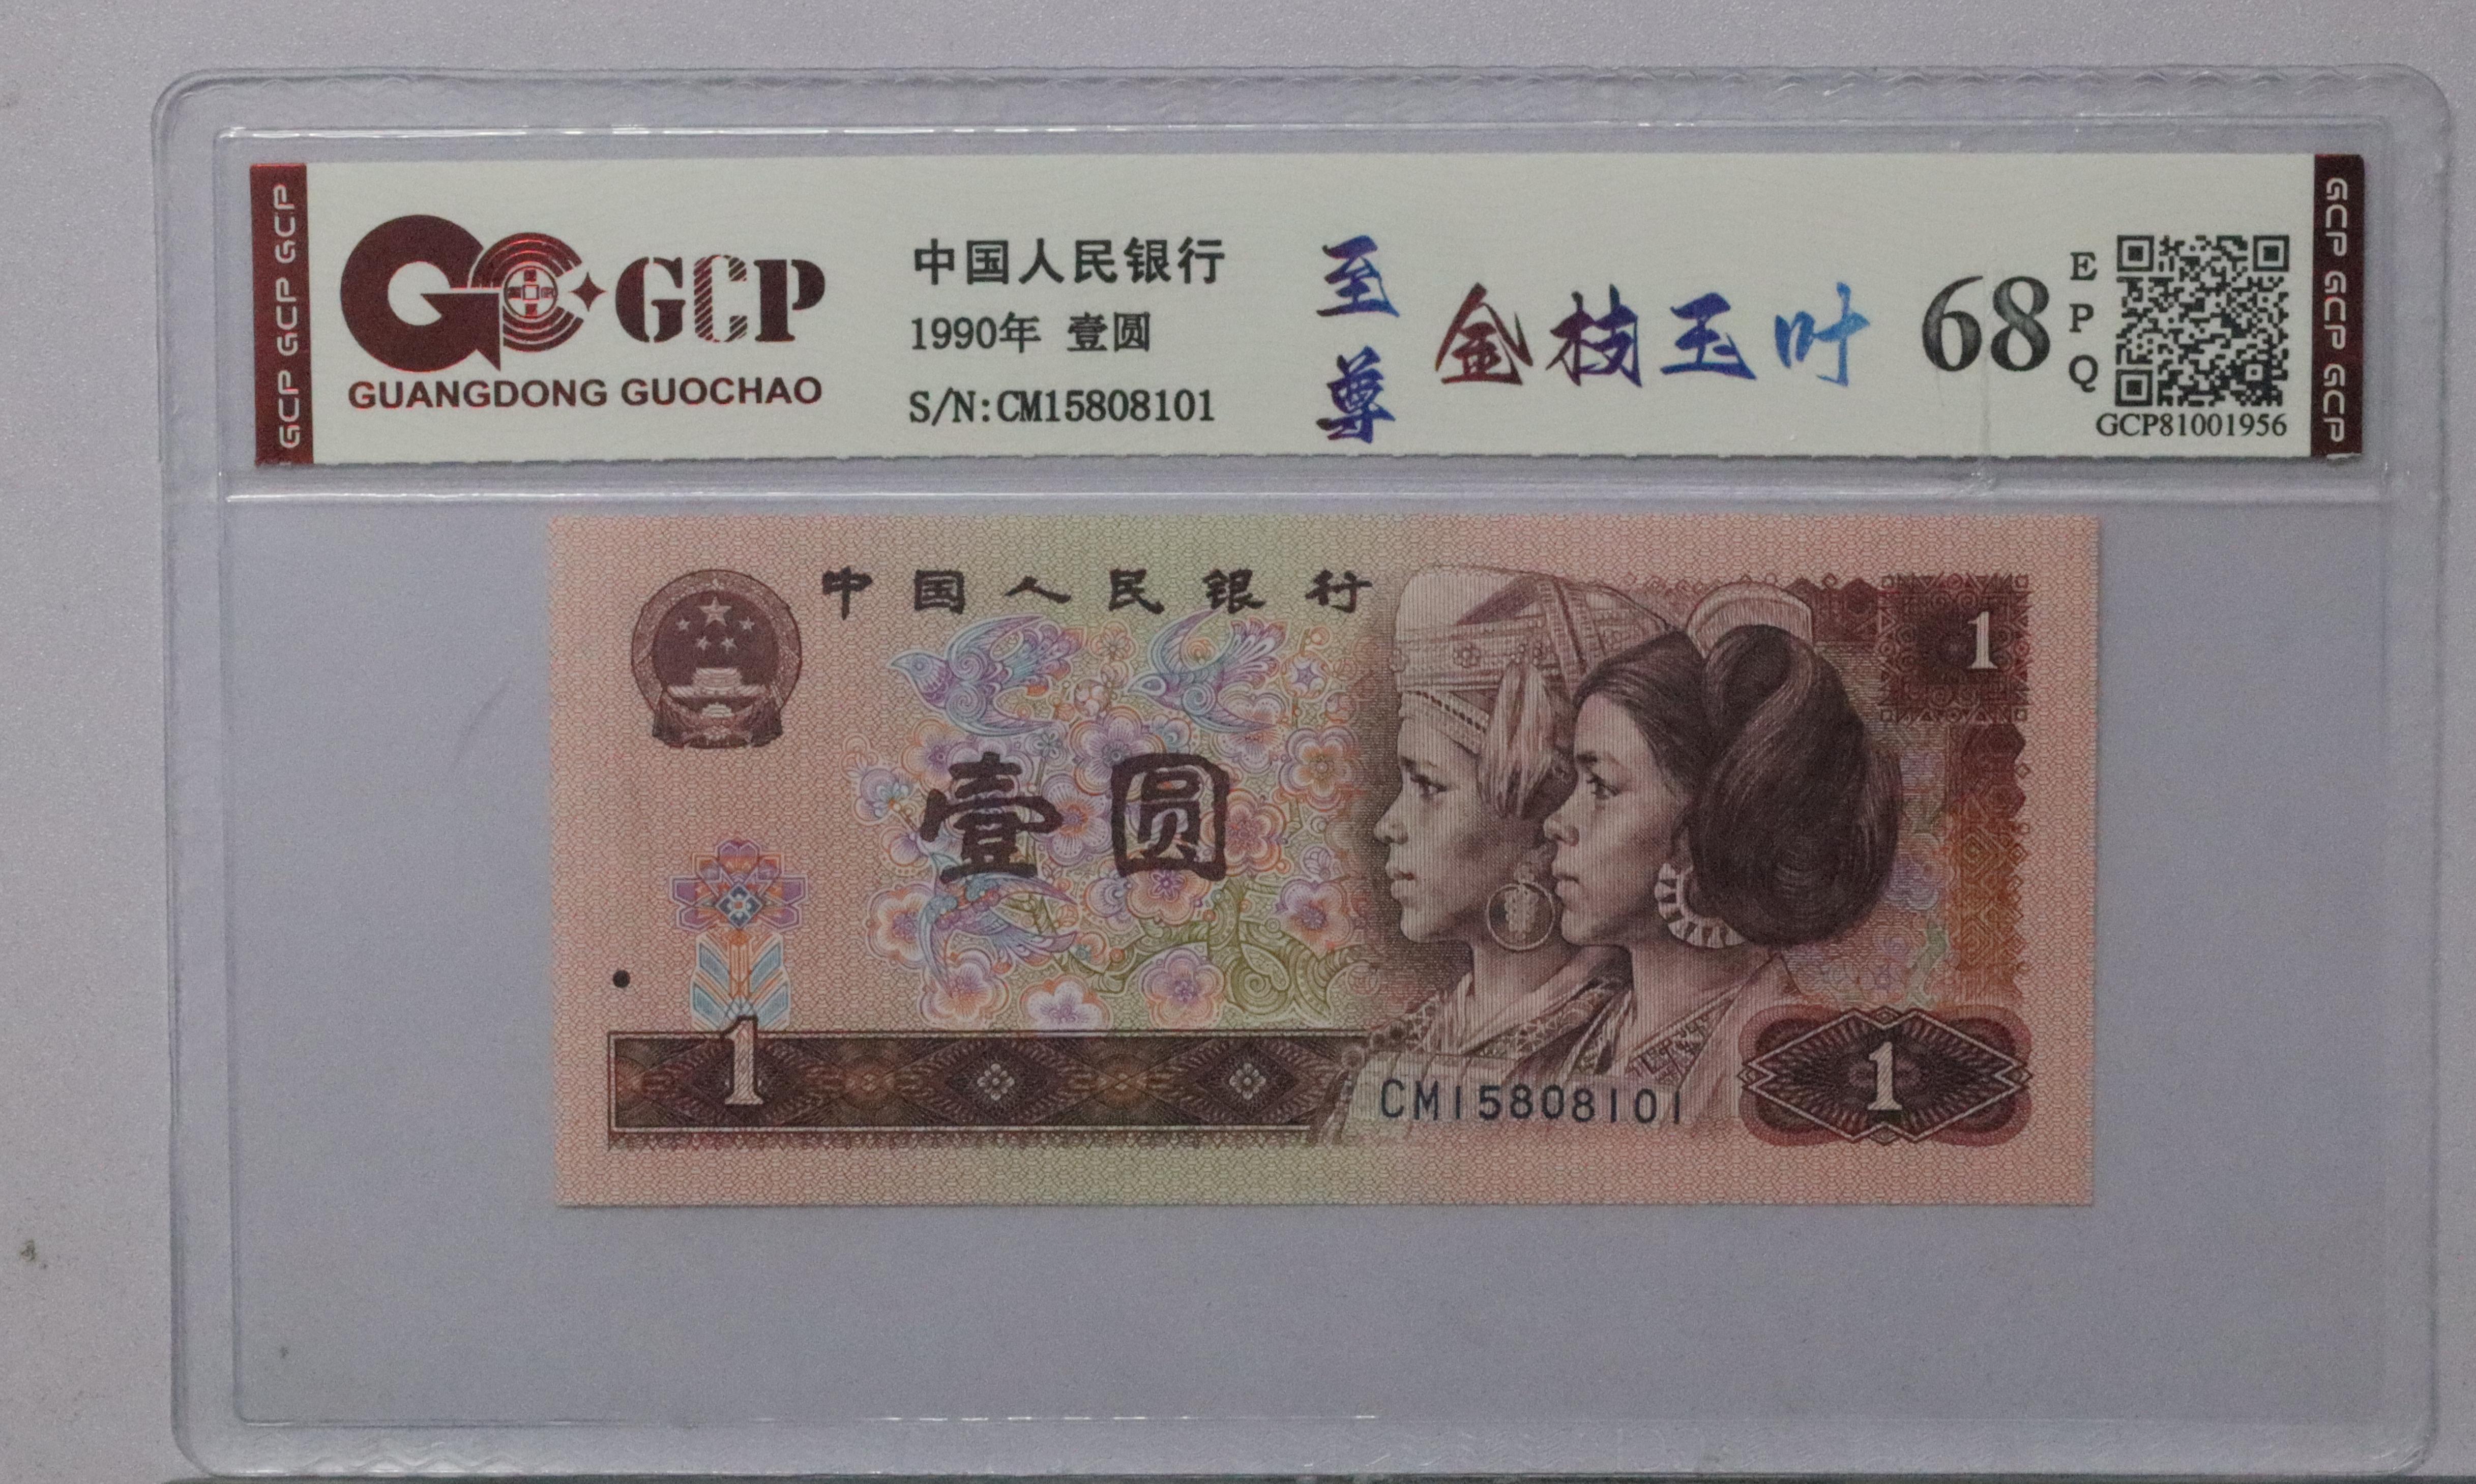 GCP GCP GCP
GCP
GUANGDONG GUOCHAO
中国人民银行
1990年 壹圆
S/N:CM15808101
至尊
金枝玉叶
68
EPQ
GCP81001956
GCP GCP GCP
中国人民银行
1
壹圆
1
CM15808101
1